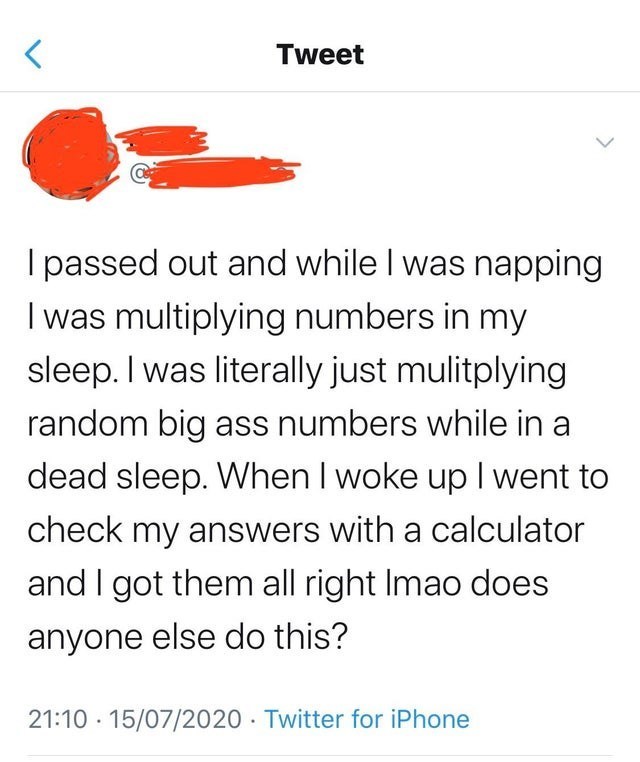 Tweet
@
I passed out and while I was napping
I was multiplying numbers in my
sleep. I was literally just mulitplying
random big ass numbers while in a
dead sleep. When I woke up I went to
check my answers with a calculator
and I got them all right lmao does
anyone else do this?
21:10 · 15/07/2020 · Twitter for iPhone